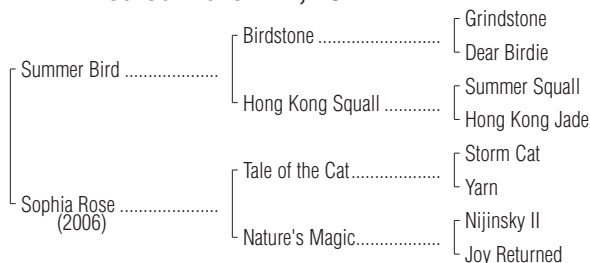 Grindstone
Birdstone ..........................
Dear Birdie
Summer Bird ....................
Summer Squall
Hong Kong Squall ............
Hong Kong Jade
Storm Cat
Tale of the Cat...................
Yarn
Sophia Rose .....................
(2006)
Nijinsky II
Nature's Magic..................
Joy Returned